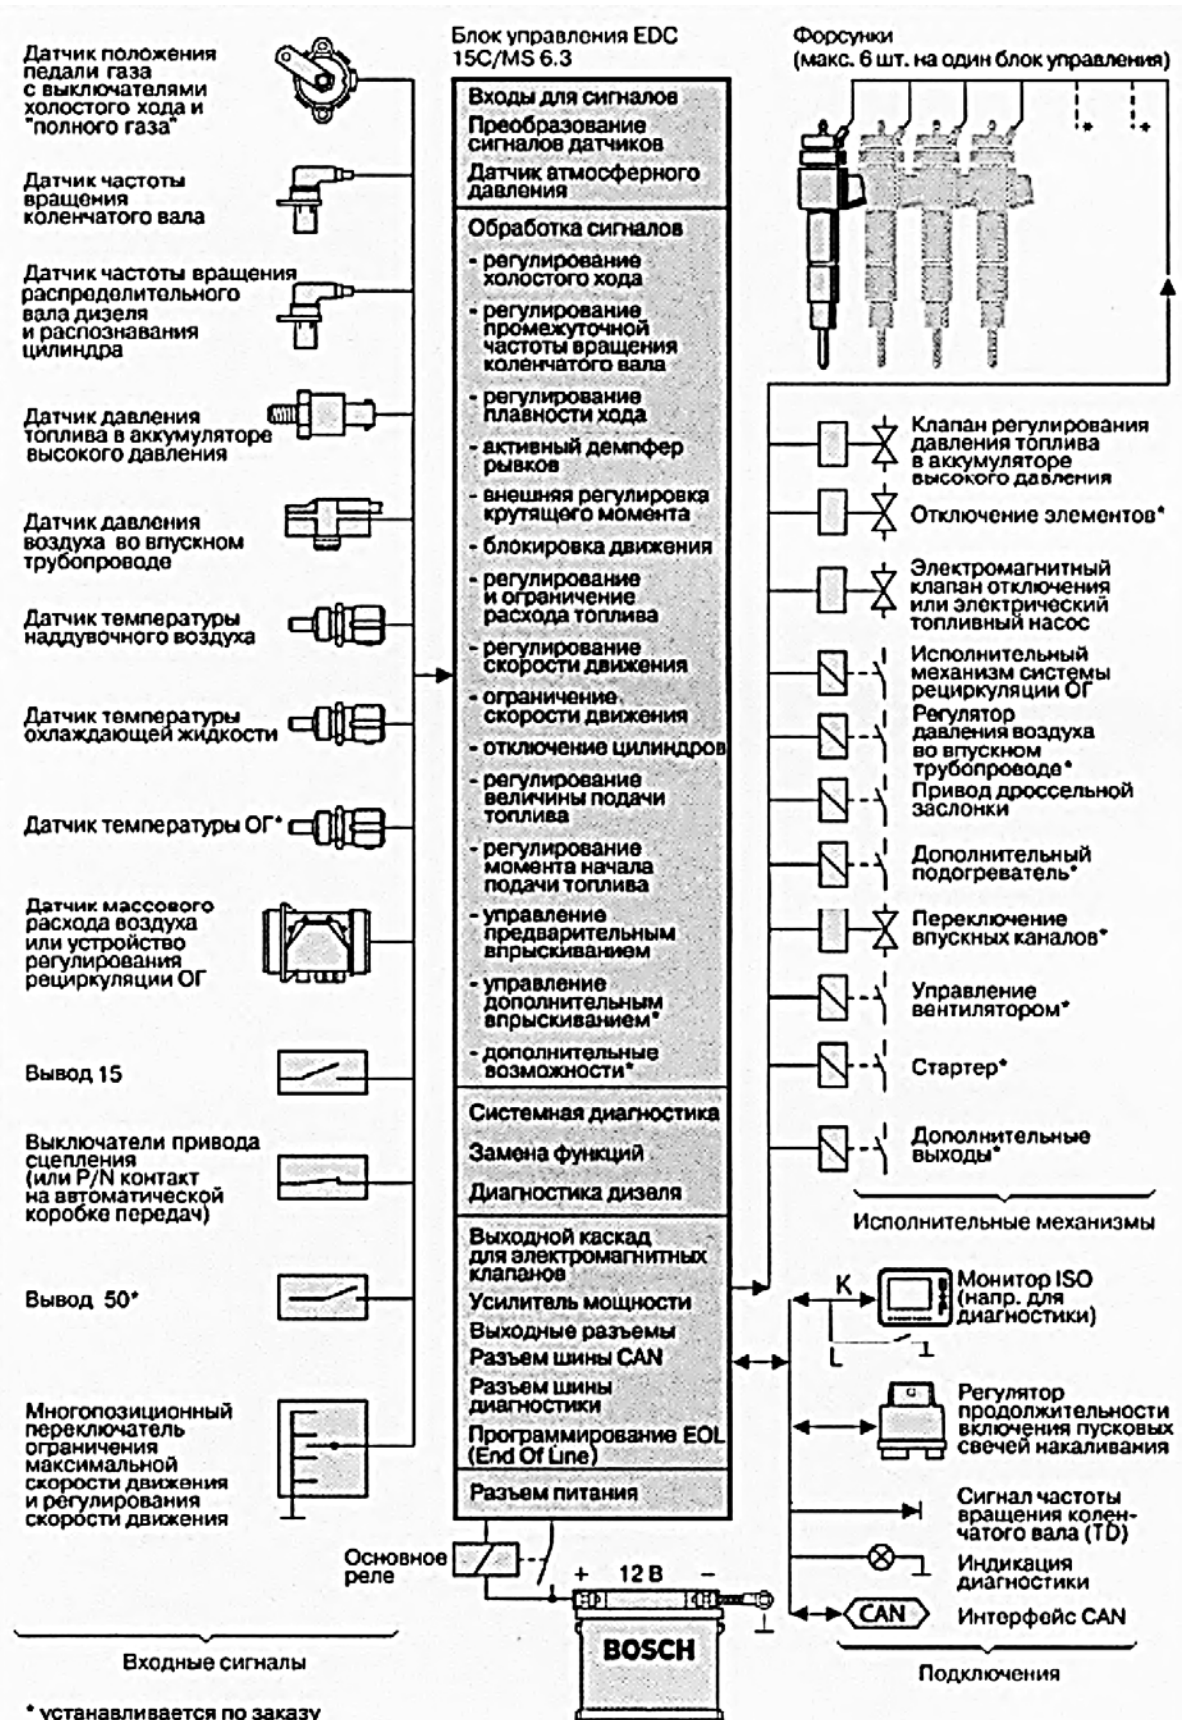 Датчик положения
педали газа
с выключателями
холостого хода и
"полного газа"
Датчик частоты
вращения
коленчатого вала
Датчик частоты вращения
распределительного
вала дизеля
и распознавания
цилиндра
Датчик давления
топлива в аккумуляторе
высокого давления
Датчик давления
воздуха во впускном
трубопроводе
Датчик температуры
наддувочного воздуха
Датчик температуры
охлаждающей жидкости
Датчик температуры ОГ*
Датчик массового
расхода воздуха
или устройство
регулирования
рециркуляции ОГ
Вывод 15
Выключатели привода
сцепления
(или P/N контакт
на автоматической
коробке передач)
Вывод 50*
Многопозиционный
переключатель
ограничения
максимальной
скорости движения
и регулирования
скорости движения
Входные сигналы
* устанавливается по заказу
Блок управления EDC
15C/MS 6.3
Входы для сигналов
Преобразование
сигналов датчиков
Датчик атмосферного
давления
Обработка сигналов
- регулирование
холостого хода
- регулирование
промежуточной
частоты вращения
коленчатого вала
- регулирование
плавности хода
- активный демпфер
рывков
- внешняя регулировка
крутящего момента
- блокировка движения
- регулирование
и ограничение
расхода топлива
- регулирование
скорости движения
- ограничение
скорости движения
- отключение цилиндров
- регулирование
величины подачи
топлива
- регулирование
момента начала
подачи топлива
- управление
предварительным
впрыскиванием
- управление
дополнительным
впрыскиванием*
- дополнительные
возможности*
Системная диагностика
Замена функций
Диагностика дизеля
Выходной каскад
для электромагнитных
клапанов
Усилитель мощности
Выходные разъемы
Разъем шины CAN
Разъем шины
диагностики
Программирование EOL
(End Of Line)
Разъем питания
Основное
реле
+ 12 В −
BOSCH
Форсунки
(макс. 6 шт. на один блок управления)
* *
Клапан регулирования
давления топлива
в аккумуляторе
высокого давления
Отключение элементов*
Электромагнитный
клапан отключения
или электрический
топливный насос
Исполнительный
механизм системы
рециркуляции ОГ
Регулятор
давления воздуха
во впускном
трубопроводе*
Привод дроссельной
заслонки
Дополнительный
подогреватель*
Переключение
впускных каналов*
Управление
вентилятором*
Стартер*
Дополнительные
выходы*
Исполнительные механизмы
K
L
Монитор ISO
(напр. для
диагностики)
Регулятор
продолжительности
включения пусковых
свечей накаливания
Сигнал частоты
вращения колен-
чатого вала (TD)
Индикация
диагностики
CAN
Интерфейс CAN
Подключения